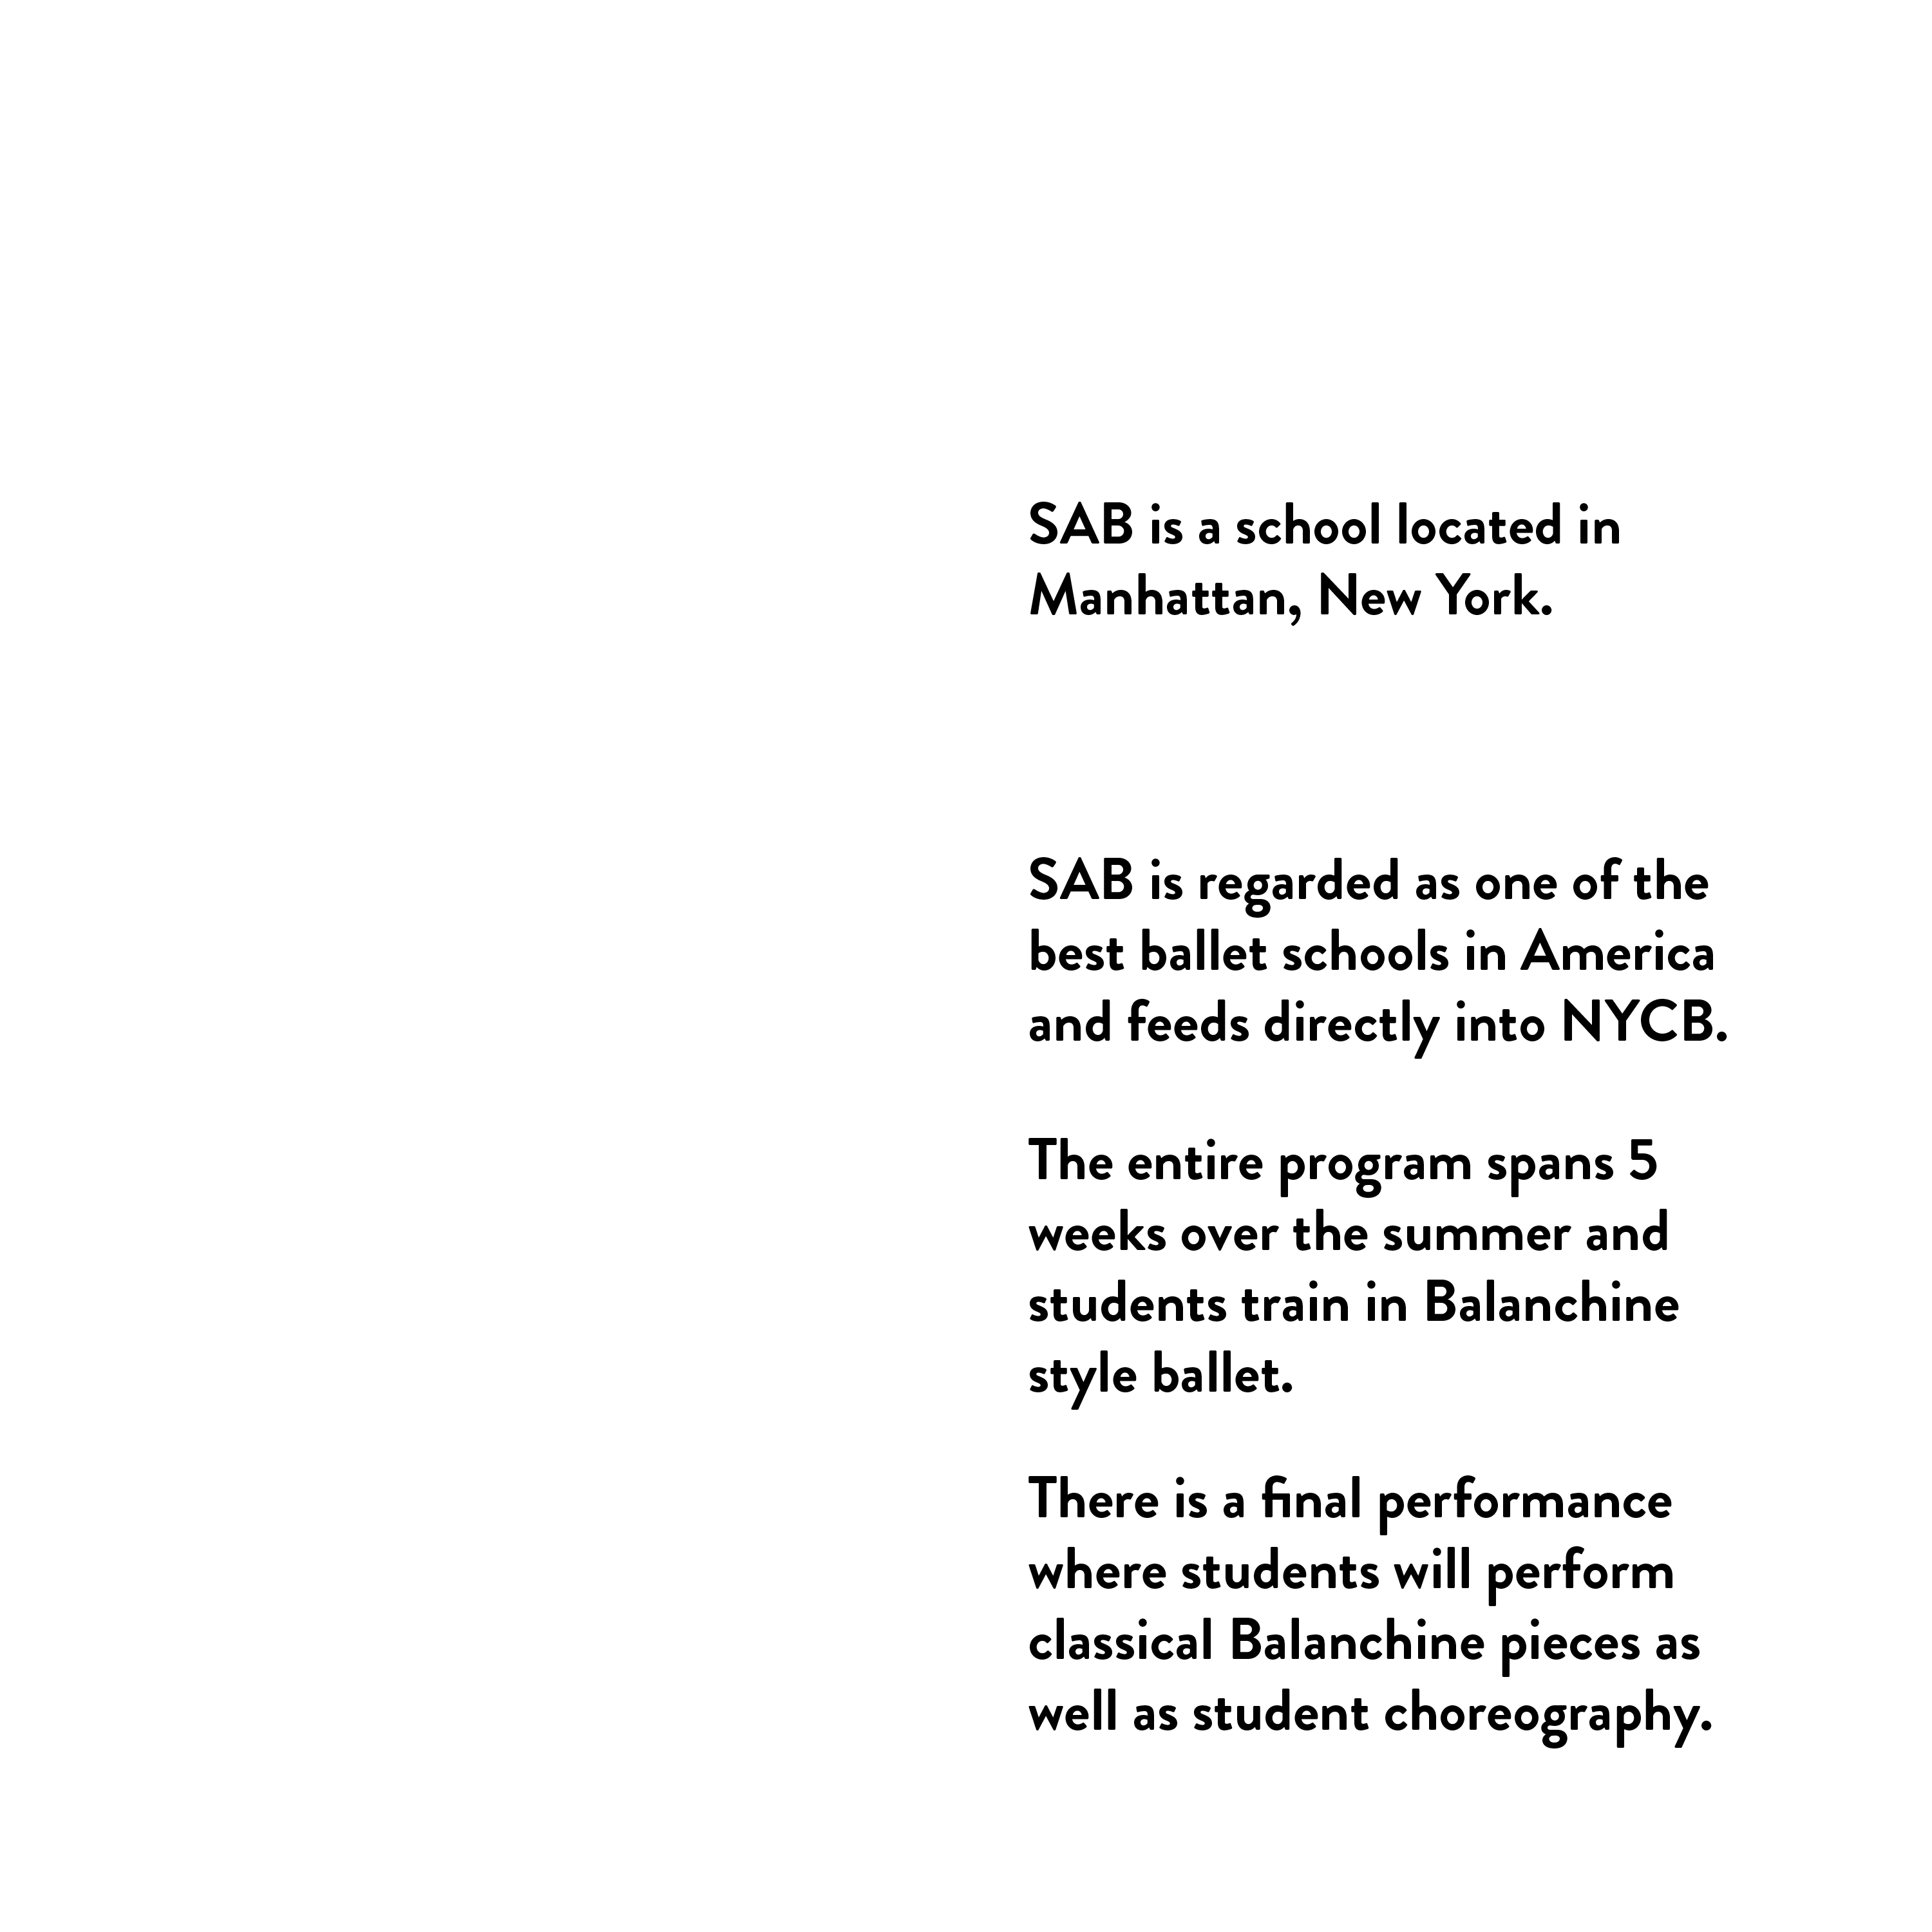 SAB is a school located in
Manhattan, New York.
SAB is regarded as one of the
best ballet schools in America
and feeds directly into NYCB.
The entire program spans 5
weeks over the summer and
students train in Balanchine
style ballet.
There is a final performance
where students will perform
classical Balanchine pieces as
well as student choreography.